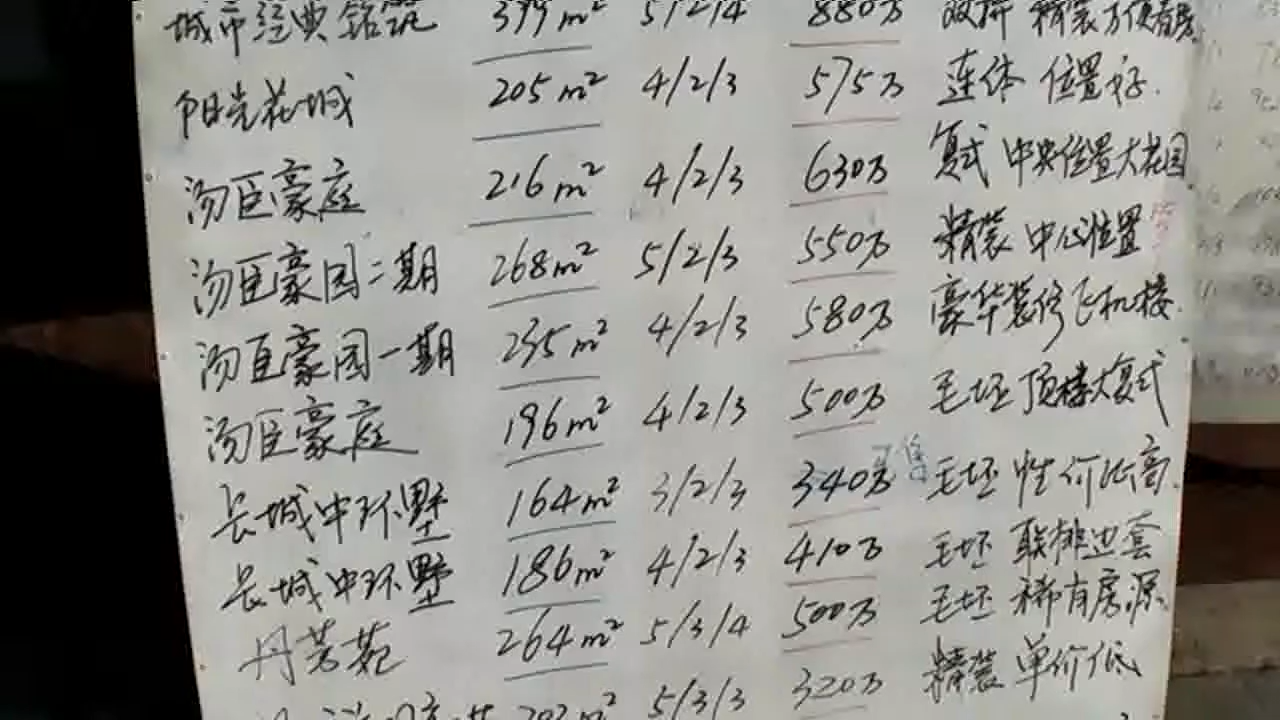 城市经典铭筑 399m² 5/2/4 880万 双拼 精装方便看房
阳光花城 205m² 4/2/3 575万 连体 位置好.
汤臣豪庭 216m² 4/2/3 630万 复式 中央位置大花园
汤臣豪园二期 268m² 5/2/3 550万 精装 中心位置
汤臣豪园一期 235m² 4/2/3 580万 豪华装修飞机楼.
汤臣豪庭 196m² 4/2/3 500万 毛坯 顶楼大复式
长城中环墅 164m² 3/2/3 340万 毛坯 性价比高
长城中环墅 186m² 4/2/3 410万 毛坯 联排边套
丹芳苑 264m² 5/3/4 500万 毛坯 稀有房源.
5/3/3 320万 精装 单价低